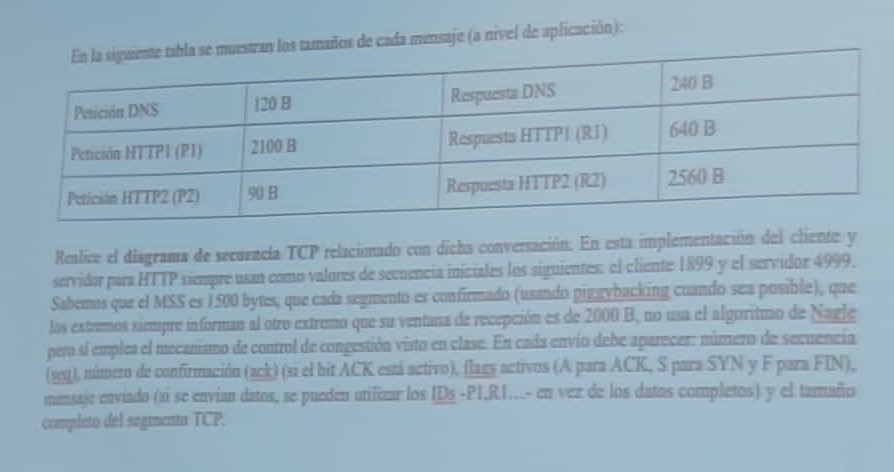 En la siguiente tabla se muestran los tamaños de cada mensaje (a nivel de aplicación):
Petición DNS 120 B Respuesta DNS 240 B
Petición HTTP1 (P1) 2100 B Respuesta HTTP1 (R1) 640 B
Petición HTTP2 (P2) 90 B Respuesta HTTP2 (R2) 2560 B
Realice el diagrama de secuencia TCP relacionado con dicha conversación. En esta implementación del cliente y
servidor para HTTP siempre usan como valores de secuencia iniciales los siguientes: el cliente 1899 y el servidor 4999.
Sabemos que el MSS es 1500 bytes, que cada segmento es confirmado (usando piggybacking cuando sea posible), que
los extremos siempre informan al otro extremo que su ventana de recepción es de 2000 B, no usa el algoritmo de Nagle
pero sí emplea el mecanismo de control de congestión visto en clase. En cada envío debe aparecer: número de secuencia
(seq), número de confirmación (ack) (si el bit ACK está activo), flags activos (A para ACK, S para SYN y F para FIN),
mensaje enviado (si se envían datos, se pueden utilizar los IDs -P1,R1...- en vez de los datos completos) y el tamaño
completo del segmento TCP.